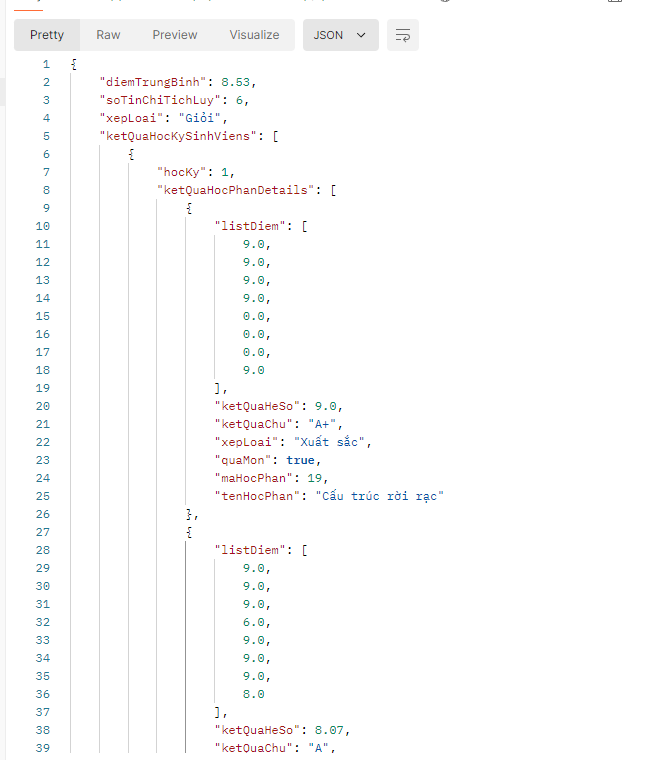 Pretty Raw Preview Visualize JSON
1 {
2 "diemTrungBinh": 8.53,
3 "soTinChiTichLuy": 6,
4 "xepLoai": "Giỏi",
5 "ketQuaHocKySinhViens": [
6 {
7 "hocKy": 1,
8 "ketQuaHocPhanDetails": [
9 {
10 "listDiem": [
11 9.0,
12 9.0,
13 9.0,
14 9.0,
15 0.0,
16 0.0,
17 0.0,
18 9.0
19 ],
20 "ketQuaHeSo": 9.0,
21 "ketQuaChu": "A+",
22 "xepLoai": "Xuất sắc",
23 "quaMon": true,
24 "maHocPhan": 19,
25 "tenHocPhan": "Cấu trúc rời rạc"
26 },
27 {
28 "listDiem": [
29 9.0,
30 9.0,
31 9.0,
32 6.0,
33 9.0,
34 9.0,
35 9.0,
36 8.0
37 ],
38 "ketQuaHeSo": 8.07,
39 "ketQuaChu": "A",